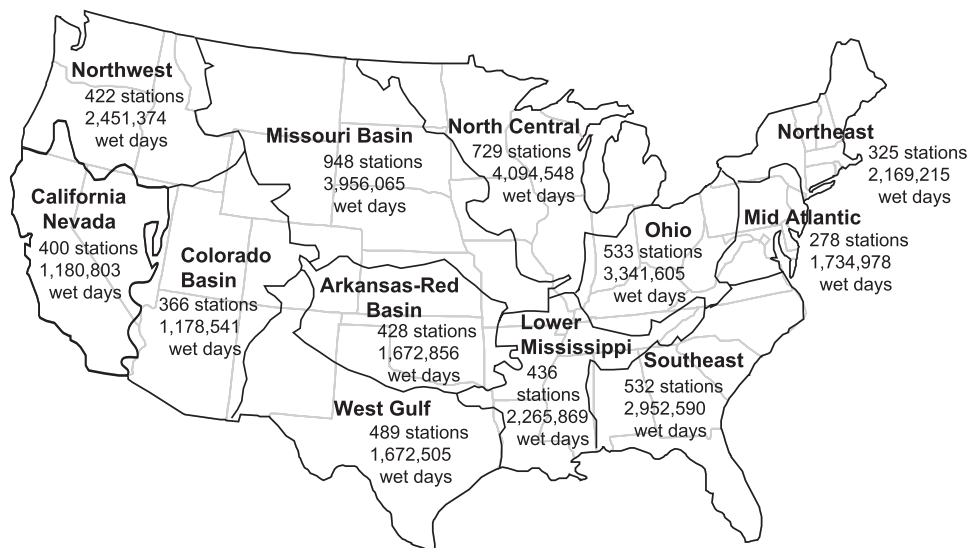 Northwest
422 stations
2,451,374
wet days
Missouri Basin
948 stations
3,956,065
wet days
North Central
729 stations
4,094,548
wet days
Northeast
325 stations
2,169,215
wet days
California
Nevada
400 stations
1,180,803
wet days
Colorado
Basin
366 stations
1,178,541
wet days
Arkansas-Red
Basin
428 stations
1,672,856
wet days
Ohio
533 stations
3,341,605
wet days
Mid Atlantic
278 stations
1,734,978
wet days
Lower
Mississippi
436
stations
2,265,869
wet days
Southeast
532 stations
2,952,590
wet days
West Gulf
489 stations
1,672,505
wet days